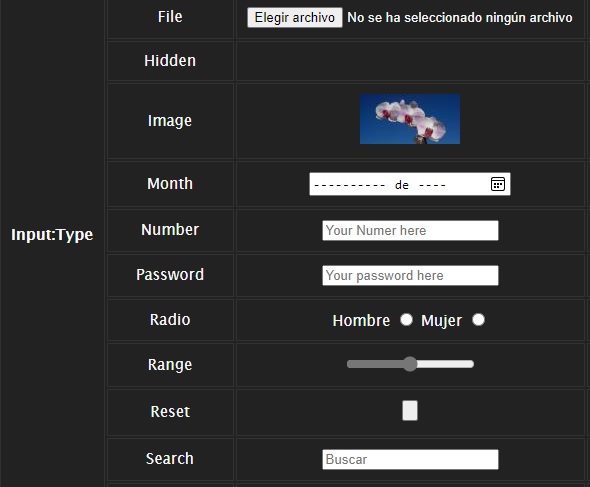 File Elegir archivo No se ha seleccionado ningún archivo
Hidden
Image
Month ---------- de ----
Input:Type
Number Your Numer here
Password Your password here
Radio Hombre Mujer
Range
Reset
Search Buscar